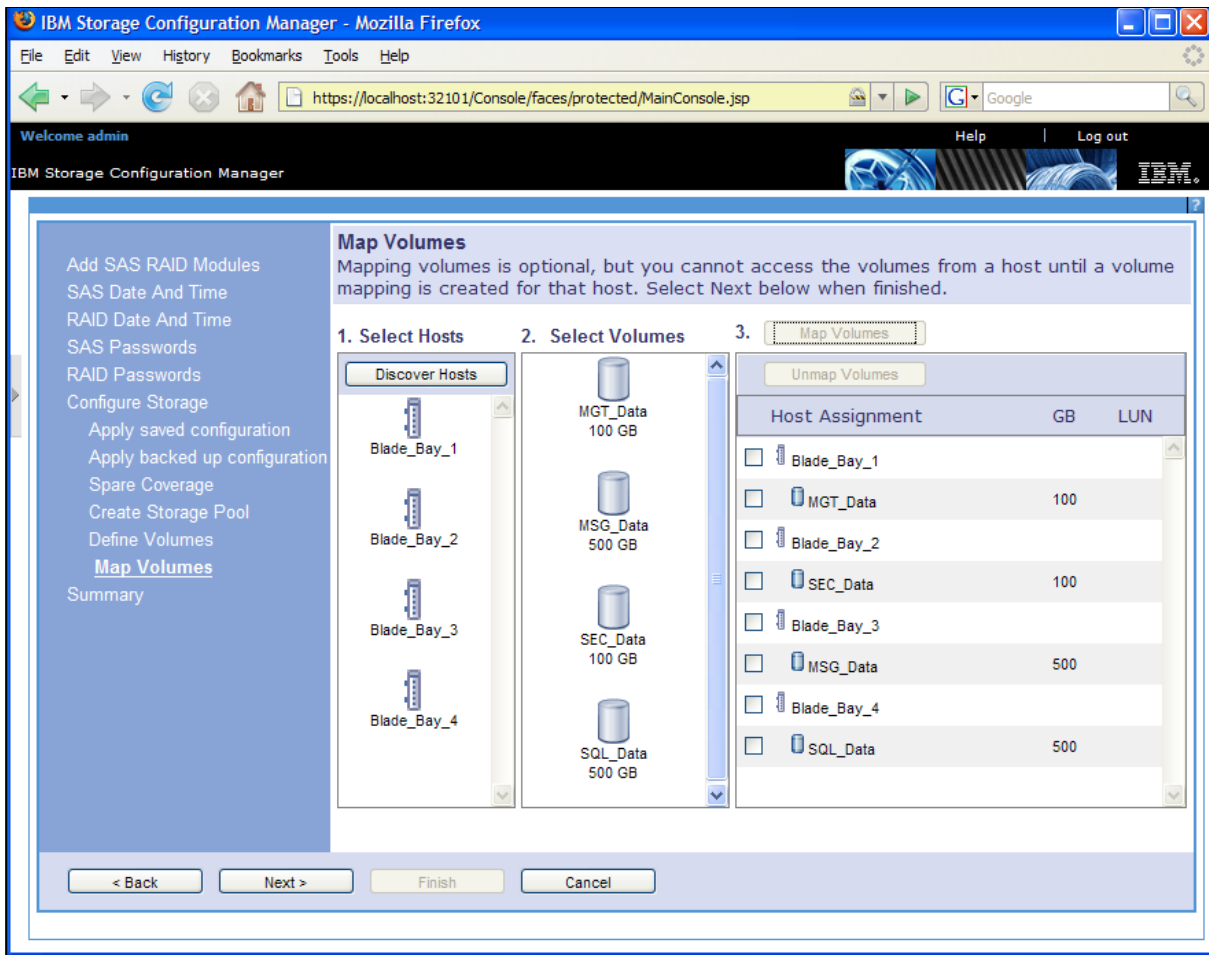 IBM Storage Configuration Manager - Mozilla Firefox
File Edit View History Bookmarks Tools Help
https://localhost:32101/Console/faces/protected/MainConsole.jsp
G Google
Welcome admin
Help | Log out
IBM Storage Configuration Manager
IBM.
?
Add SAS RAID Modules
SAS Date And Time
RAID Date And Time
SAS Passwords
RAID Passwords
Configure Storage
Apply saved configuration
Apply backed up configuration
Spare Coverage
Create Storage Pool
Define Volumes
Map Volumes
Summary
Map Volumes
Mapping volumes is optional, but you cannot access the volumes from a host until a volume
mapping is created for that host. Select Next below when finished.
1. Select Hosts
Discover Hosts
Blade_Bay_1
Blade_Bay_2
Blade_Bay_3
Blade_Bay_4
2. Select Volumes
MGT_Data
100 GB
MSG_Data
500 GB
SEC_Data
100 GB
SQL_Data
500 GB
3. Map Volumes
Unmap Volumes
Host Assignment GB LUN
Blade_Bay_1
MGT_Data 100
Blade_Bay_2
SEC_Data 100
Blade_Bay_3
MSG_Data 500
Blade_Bay_4
SQL_Data 500
< Back Next > Finish Cancel